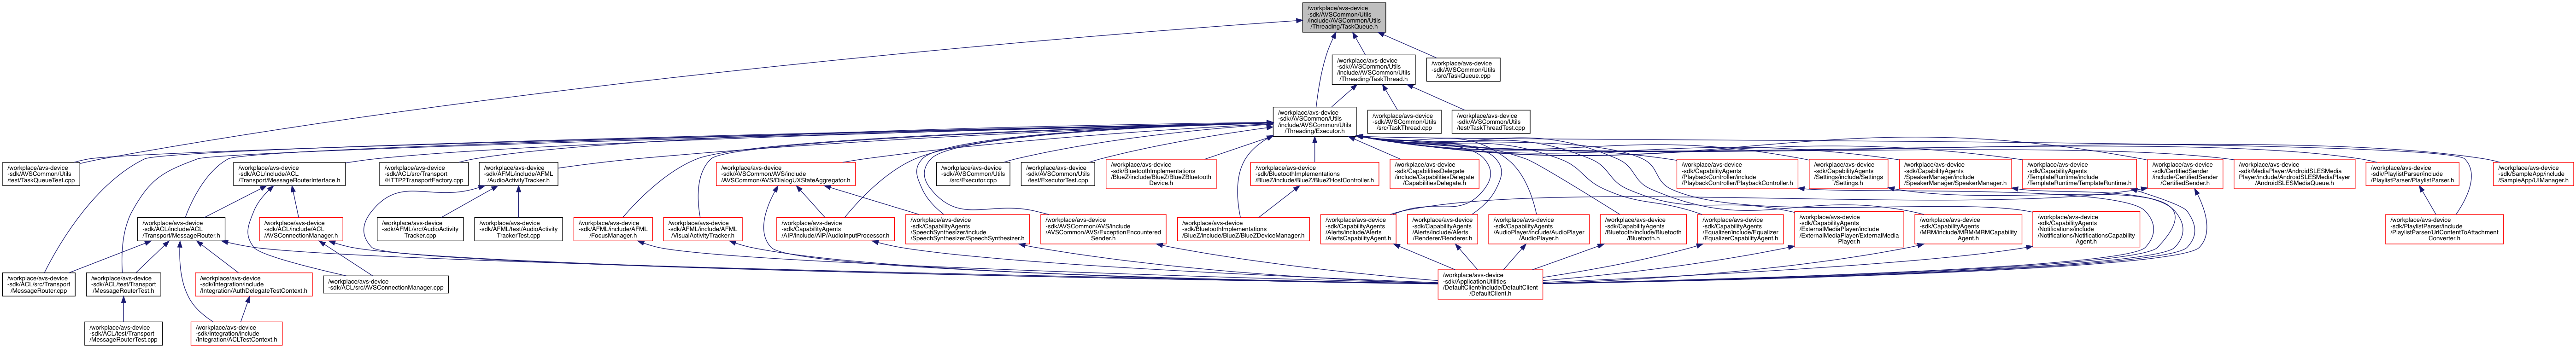 /workplace/avs-device
-sdk/AVSCommon/Utils
/include/AVSCommon/Utils
/Threading/TaskQueue.h
/workplace/avs-device
-sdk/AVSCommon/Utils
/include/AVSCommon/Utils
/Threading/TaskThread.h
/workplace/avs-device
-sdk/AVSCommon/Utils
/src/TaskQueue.cpp
/workplace/avs-device
-sdk/AVSCommon/Utils
/include/AVSCommon/Utils
/Threading/Executor.h
/workplace/avs-device
-sdk/AVSCommon/Utils
/src/TaskThread.cpp
/workplace/avs-device
-sdk/AVSCommon/Utils
/test/TaskThreadTest.cpp
/workplace/avs-device
-sdk/AVSCommon/Utils
/test/TaskQueueTest.cpp
/workplace/avs-device
-sdk/ACL/include/ACL
/Transport/MessageRouterInterface.h
/workplace/avs-device
-sdk/ACL/src/Transport
/HTTP2TransportFactory.cpp
/workplace/avs-device
-sdk/AFML/include/AFML
/AudioActivityTracker.h
/workplace/avs-device
-sdk/AVSCommon/AVS/include
/AVSCommon/AVS/DialogUXStateAggregator.h
/workplace/avs-device
-sdk/AVSCommon/Utils
/src/Executor.cpp
/workplace/avs-device
-sdk/AVSCommon/Utils
/test/ExecutorTest.cpp
/workplace/avs-device
-sdk/BluetoothImplementations
/BlueZ/include/BlueZ/BlueZBluetooth
Device.h
/workplace/avs-device
-sdk/BluetoothImplementations
/BlueZ/include/BlueZ/BlueZHostController.h
/workplace/avs-device
-sdk/CapabilitiesDelegate
/include/CapabilitiesDelegate
/CapabilitiesDelegate.h
/workplace/avs-device
-sdk/CapabilityAgents
/PlaybackController/include
/PlaybackController/PlaybackController.h
/workplace/avs-device
-sdk/CapabilityAgents
/Settings/include/Settings
/Settings.h
/workplace/avs-device
-sdk/CapabilityAgents
/SpeakerManager/include
/SpeakerManager/SpeakerManager.h
/workplace/avs-device
-sdk/CapabilityAgents
/TemplateRuntime/include
/TemplateRuntime/TemplateRuntime.h
/workplace/avs-device
-sdk/CertifiedSender
/include/CertifiedSender
/CertifiedSender.h
/workplace/avs-device
-sdk/MediaPlayer/AndroidSLESMedia
Player/include/AndroidSLESMediaPlayer
/AndroidSLESMediaQueue.h
/workplace/avs-device
-sdk/PlaylistParser/include
/PlaylistParser/PlaylistParser.h
/workplace/avs-device
-sdk/SampleApp/include
/SampleApp/UIManager.h
/workplace/avs-device
-sdk/ACL/include/ACL
/Transport/MessageRouter.h
/workplace/avs-device
-sdk/ACL/include/ACL
/AVSConnectionManager.h
/workplace/avs-device
-sdk/AFML/src/AudioActivity
Tracker.cpp
/workplace/avs-device
-sdk/AFML/test/AudioActivity
TrackerTest.cpp
/workplace/avs-device
-sdk/AFML/include/AFML
/FocusManager.h
/workplace/avs-device
-sdk/AFML/include/AFML
/VisualActivityTracker.h
/workplace/avs-device
-sdk/CapabilityAgents
/AIP/include/AIP/AudioInputProcessor.h
/workplace/avs-device
-sdk/CapabilityAgents
/SpeechSynthesizer/include
/SpeechSynthesizer/SpeechSynthesizer.h
/workplace/avs-device
-sdk/AVSCommon/AVS/include
/AVSCommon/AVS/ExceptionEncountered
Sender.h
/workplace/avs-device
-sdk/BluetoothImplementations
/BlueZ/include/BlueZ/BlueZDeviceManager.h
/workplace/avs-device
-sdk/CapabilityAgents
/Alerts/include/Alerts
/AlertsCapabilityAgent.h
/workplace/avs-device
-sdk/CapabilityAgents
/Alerts/include/Alerts
/Renderer/Renderer.h
/workplace/avs-device
-sdk/CapabilityAgents
/AudioPlayer/include/AudioPlayer
/AudioPlayer.h
/workplace/avs-device
-sdk/CapabilityAgents
/Bluetooth/include/Bluetooth
/Bluetooth.h
/workplace/avs-device
-sdk/CapabilityAgents
/Equalizer/include/Equalizer
/EqualizerCapabilityAgent.h
/workplace/avs-device
-sdk/CapabilityAgents
/ExternalMediaPlayer/include
/ExternalMediaPlayer/ExternalMedia
Player.h
/workplace/avs-device
-sdk/CapabilityAgents
/MRM/include/MRM/MRMCapability
Agent.h
/workplace/avs-device
-sdk/CapabilityAgents
/Notifications/include
/Notifications/NotificationsCapability
Agent.h
/workplace/avs-device
-sdk/PlaylistParser/include
/PlaylistParser/UrlContentToAttachment
Converter.h
/workplace/avs-device
-sdk/ACL/src/Transport
/MessageRouter.cpp
/workplace/avs-device
-sdk/ACL/test/Transport
/MessageRouterTest.h
/workplace/avs-device
-sdk/Integration/include
/Integration/AuthDelegateTestContext.h
/workplace/avs-device
-sdk/ACL/src/AVSConnectionManager.cpp
/workplace/avs-device
-sdk/ApplicationUtilities
/DefaultClient/include/DefaultClient
/DefaultClient.h
/workplace/avs-device
-sdk/ACL/test/Transport
/MessageRouterTest.cpp
/workplace/avs-device
-sdk/Integration/include
/Integration/ACLTestContext.h